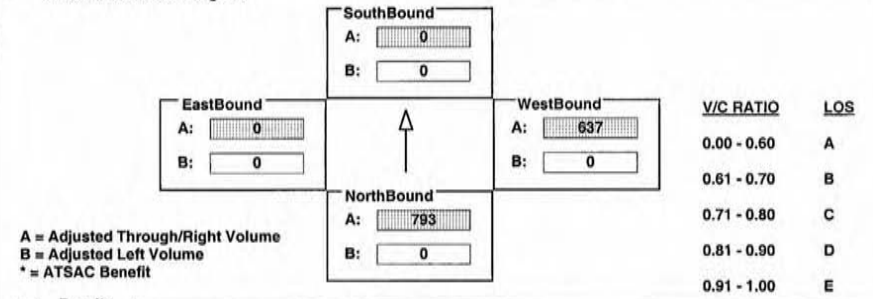 SouthBound
A: 0
B: 0
EastBound
A: 0
B: 0
WestBound
A: 637
B: 0
NorthBound
A: 793
B: 0
A = Adjusted Through/Right Volume
B = Adjusted Left Volume
* = ATSAC Benefit
V/C RATIO LOS
0.00 - 0.60 A
0.61 - 0.70 B
0.71 - 0.80 C
0.81 - 0.90 D
0.91 - 1.00 E